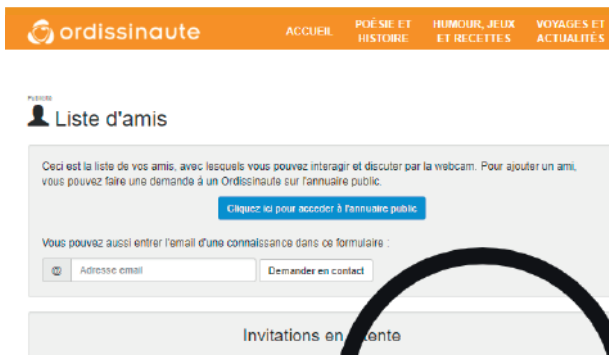 ordissinaute
ACCUEIL
POÉSIE ET
HISTOIRE
HUMOUR, JEUX
ET RECETTES
VOYAGES ET
ACTUALITÉS
Publicité
Liste d'amis
Ceci est la liste de vos amis, avec lesquels vous pouvez interagir et discuter par la webcam. Pour ajouter un ami,
vous pouvez faire une demande à un Ordissinaute sur l'annuaire public.
Cliquez ici pour acceder à l'annuaire public
Vous pouvez aussi entrer l'email d'une connaissance dans ce formulaire :
@ Adresse email
Demander en contact
Invitations en